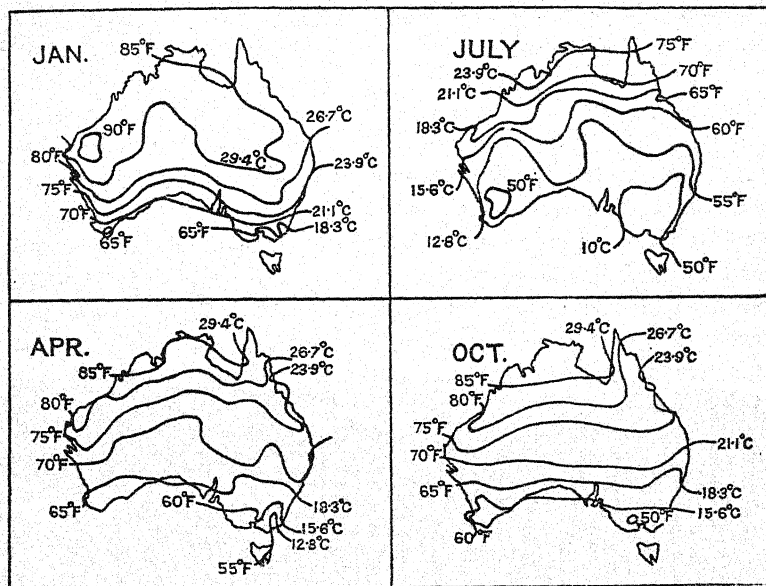 JAN.
85°F
90°F
80°F
75°F
70°F
65°F
65°F
29·4°C
26·7°C
23·9°C
21·1°C
18·3°C
JULY
75°F
23·9°C
70°F
21·1°C
65°F
18·3°C
60°F
15·6°C
50°F
55°F
12·8°C
10°C
50°F
APR.
29·4°C
26·7°C
85°F
23·9°C
80°F
75°F
70°F
65°F
60°F
18·3°C
15·6°C
12·8°C
55°F
OCT.
29·4°C
26·7°C
23·9°C
85°F
80°F
75°F
70°F
21·1°C
65°F
18·3°C
15·6°C
50°F
60°F